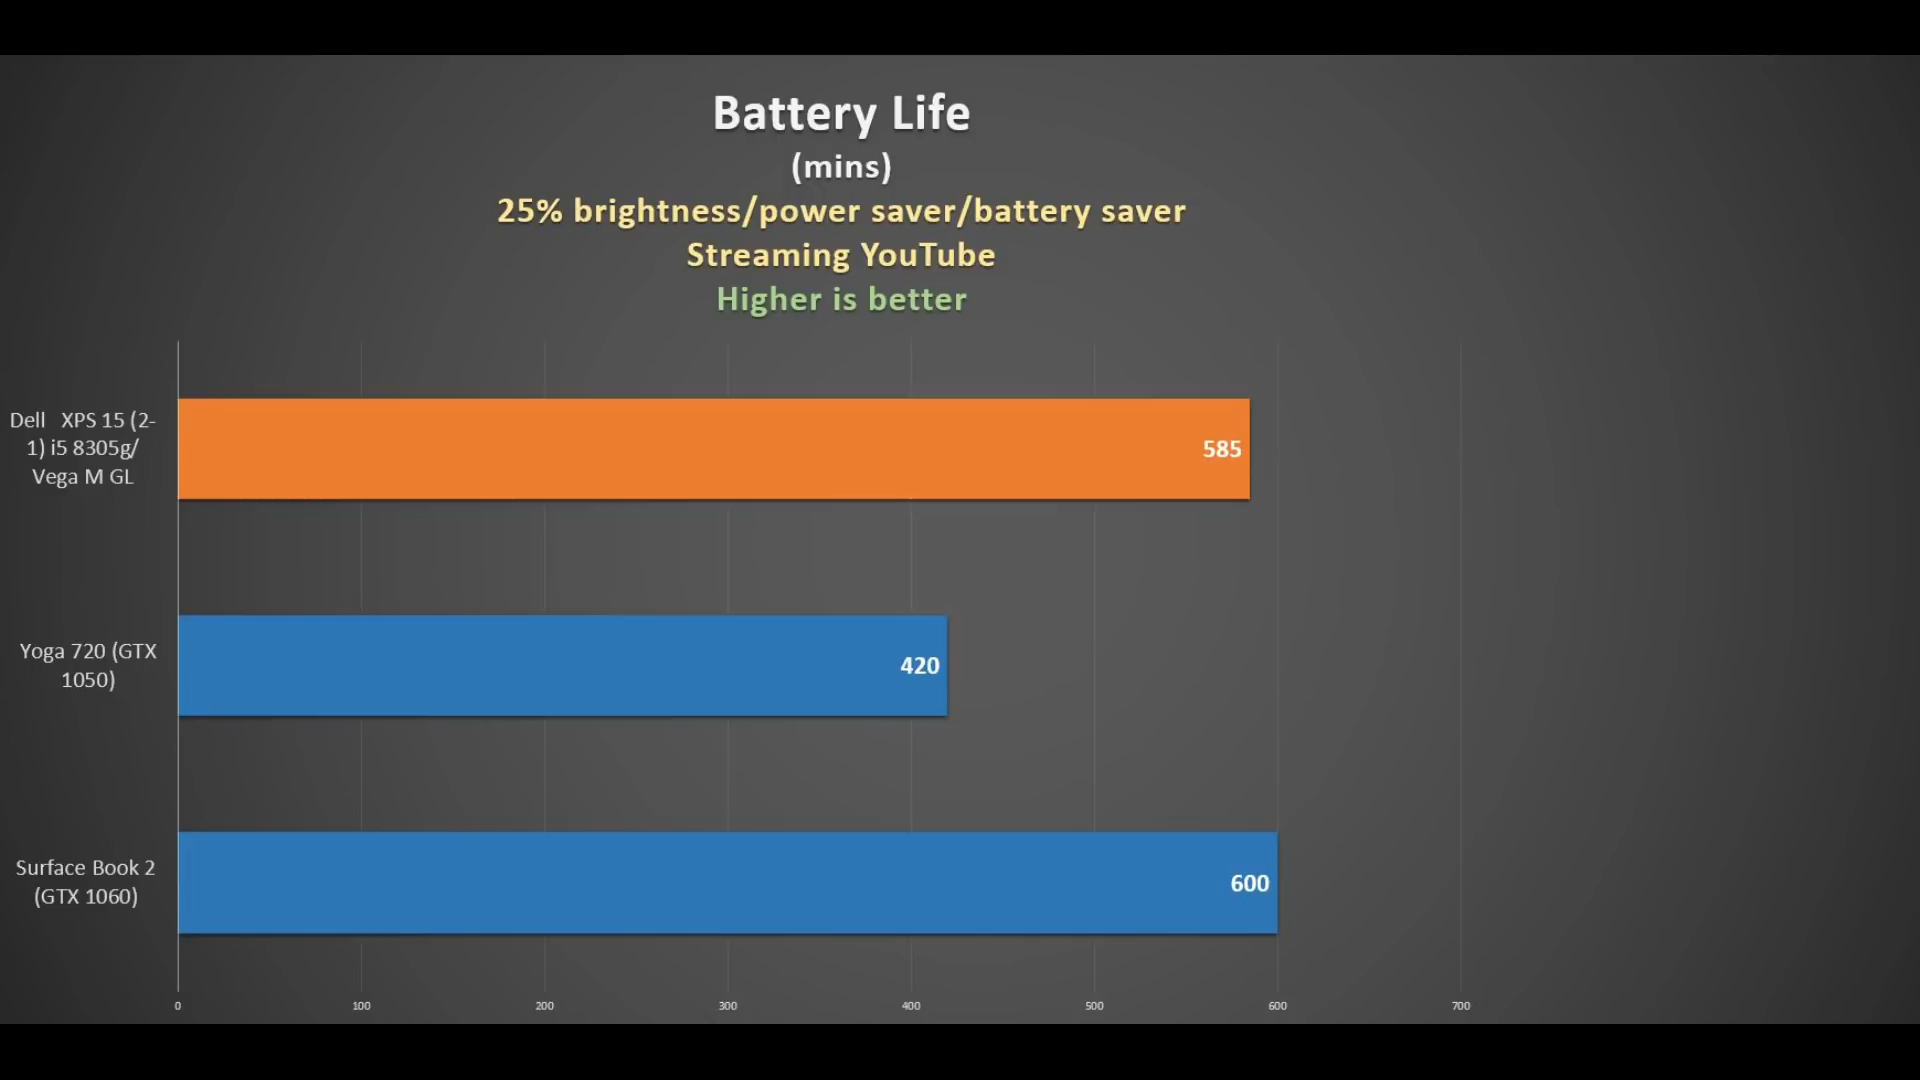 Battery Life
(mins)
25% brightness/power saver/battery saver
Streaming YouTube
Higher is better
Dell XPS 15 (2-
1) i5 8305g/
Vega M GL
585
Yoga 720 (GTX
1050)
420
Surface Book 2
(GTX 1060)
600
0 100 200 300 400 500 600 700